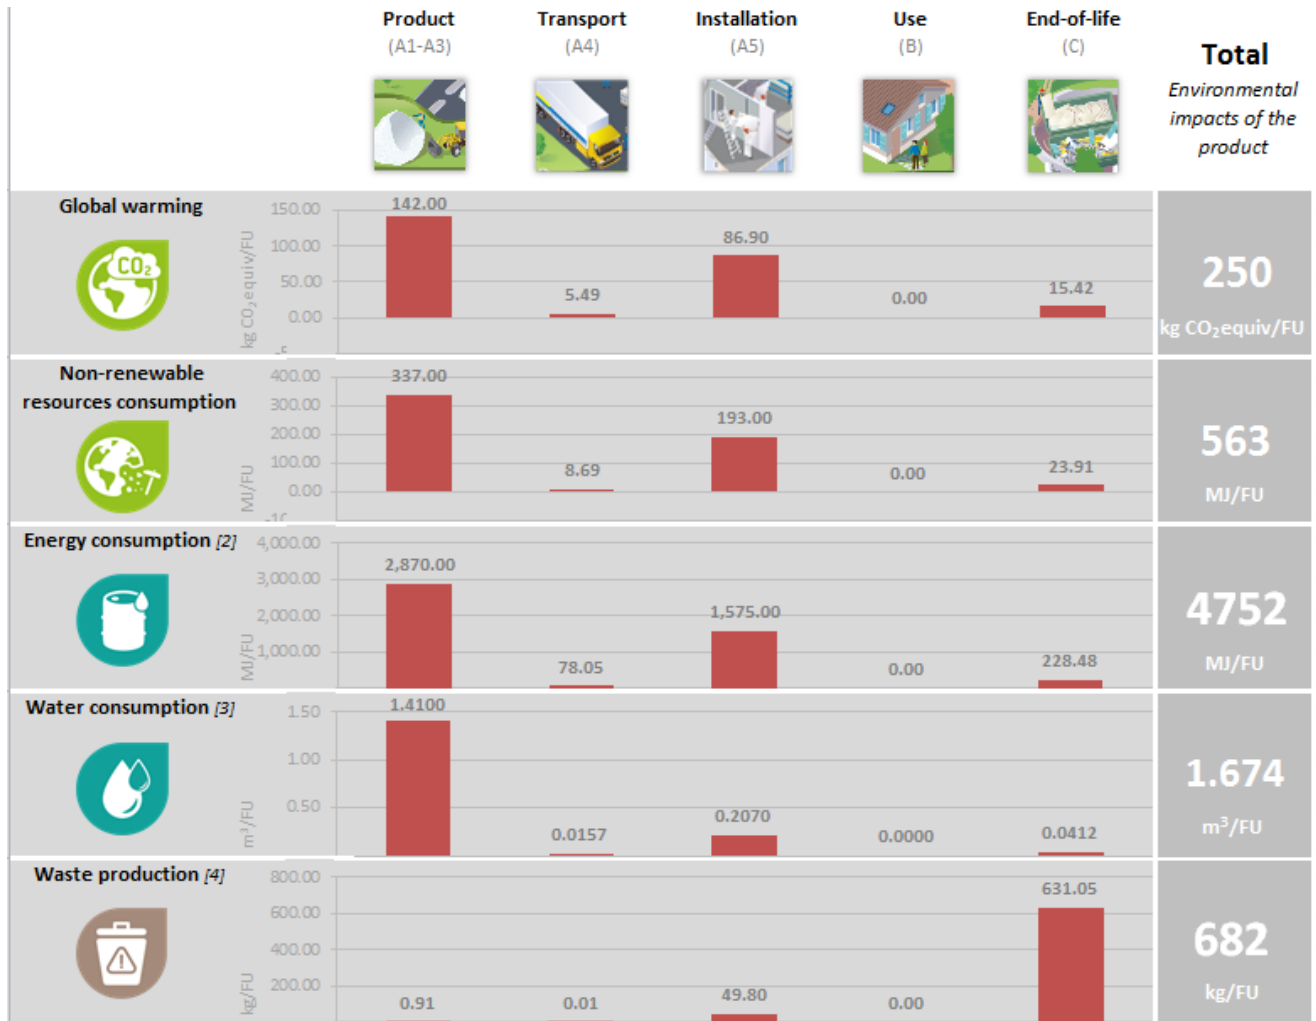 Product Transport Installation Use End-of-life
(A1-A3) (A4) (A5) (B) (C)
Total
Environmental
impacts of the
product
Global warming
CO2
kg CO2equiv/FU
150.00
100.00
50.00
0.00
-5
142.00
5.49
86.90
0.00
15.42
250
kg CO2equiv/FU
Non-renewable
resources consumption
MJ/FU
400.00
300.00
200.00
100.00
0.00
-10
337.00
8.69
193.00
0.00
23.91
563
MJ/FU
Energy consumption [2]
MJ/FU
4,000.00
3,000.00
2,000.00
1,000.00
2,870.00
78.05
1,575.00
0.00
228.48
4752
MJ/FU
Water consumption [3]
m³/FU
1.50
1.00
0.50
1.4100
0.0157
0.2070
0.0000
0.0412
1.674
m³/FU
Waste production [4]
kg/FU
800.00
600.00
400.00
200.00
0.91
0.01
49.80
0.00
631.05
682
kg/FU